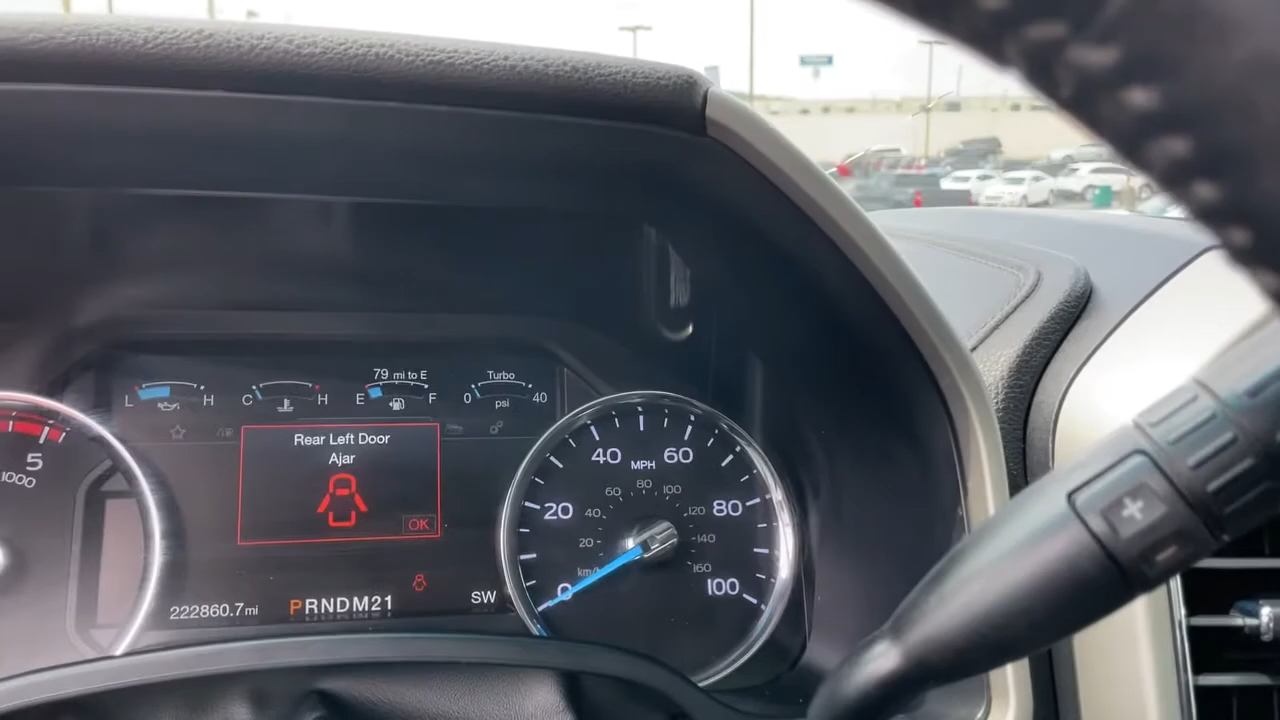 79 mi to E
Turbo
L H
C H
E F
0 40
psi
Rear Left Door
Ajar
OK
5
1000
222860.7mi
PRNDM21
SW
MPH
0 20 40 60 80 100
km/h
20 40 60 80 100 120 140 160
+
-